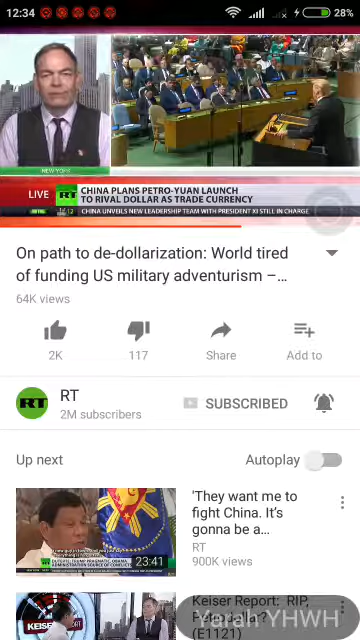 12:34
28%
NEW YORK
LIVE RT CHINA PLANS PETRO-YUAN LAUNCH
TO RIVAL DOLLAR AS TRADE CURRENCY
CHINA UNVEILS NEW LEADERSHIP TEAM WITH PRESIDENT XI STILL IN CHARGE
On path to de-dollarization: World tired
of funding US military adventurism –...
64K views
2K
117
Share
Add to
RT
RT
2M subscribers
SUBSCRIBED
Up next
Autoplay
'They want me to
fight China. It's
gonna be a...
RT
900K views
23:41
Keiser Report: RIP,
Petrodollar?
(E1121)
KEISER
YHWH